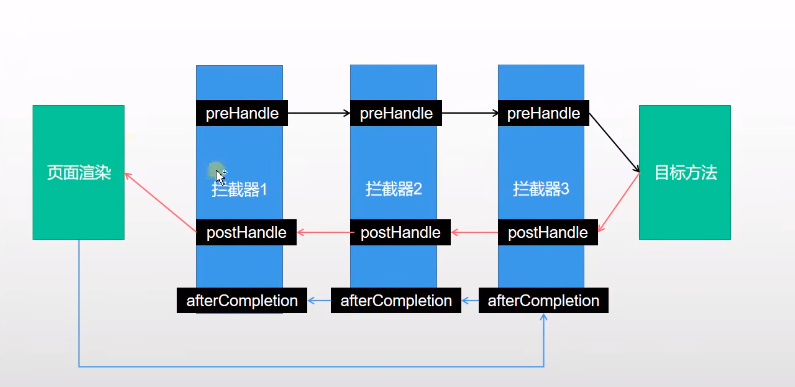 preHandle
preHandle
preHandle
页面渲染
拦截器1
拦截器2
拦截器3
目标方法
postHandle
postHandle
postHandle
afterCompletion
afterCompletion
afterCompletion